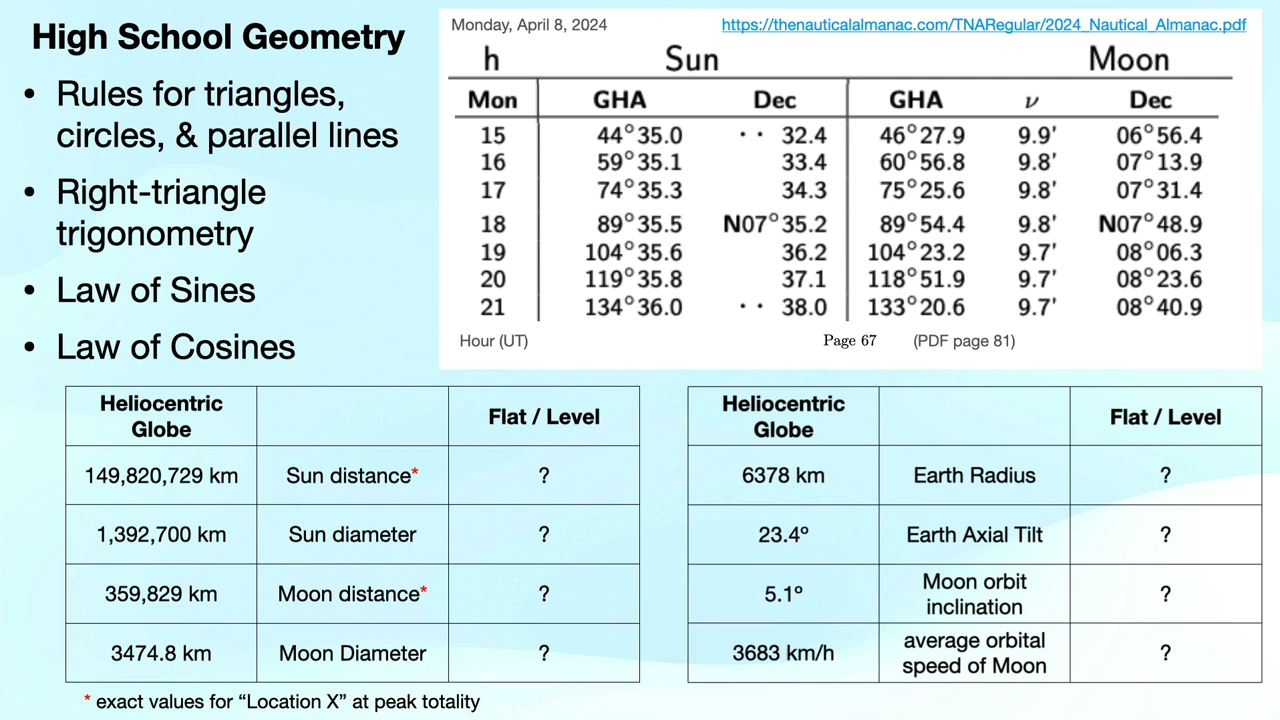 High School Geometry
• Rules for triangles,
circles, & parallel lines
• Right-triangle
trigonometry
• Law of Sines
• Law of Cosines
Monday, April 8, 2024 https://thenauticalalmanac.com/TNARegular/2024_Nautical_Almanac.pdf
h Sun Moon
Mon GHA Dec GHA ν Dec
15 44°35.0 ·· 32.4 46°27.9 9.9' 06°56.4
16 59°35.1 33.4 60°56.8 9.8' 07°13.9
17 74°35.3 34.3 75°25.6 9.8' 07°31.4
18 89°35.5 N07°35.2 89°54.4 9.8' N07°48.9
19 104°35.6 36.2 104°23.2 9.7' 08°06.3
20 119°35.8 37.1 118°51.9 9.7' 08°23.6
21 134°36.0 ·· 38.0 133°20.6 9.7' 08°40.9
Hour (UT) Page 67 (PDF page 81)
Heliocentric
Globe Flat / Level
149,820,729 km Sun distance* ?
1,392,700 km Sun diameter ?
359,829 km Moon distance* ?
3474.8 km Moon Diameter ?
* exact values for “Location X” at peak totality
Heliocentric
Globe Flat / Level
6378 km Earth Radius ?
23.4º Earth Axial Tilt ?
5.1º Moon orbit
inclination ?
3683 km/h average orbital
speed of Moon ?